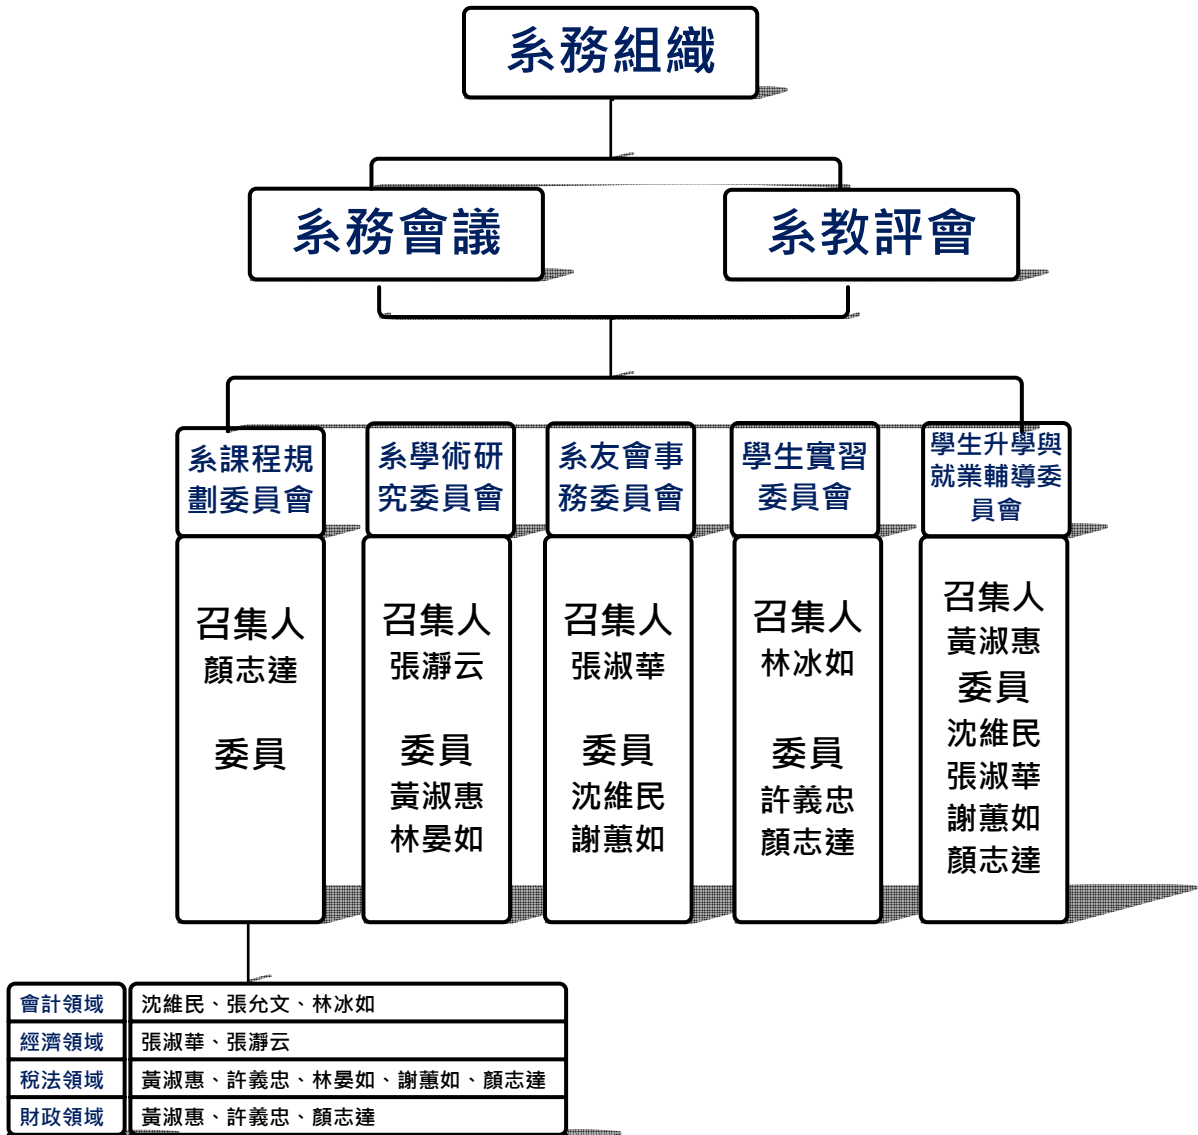 系務組織
系務會議
系教評會
系課程規
劃委員會
召集人
顏志達
委員
系學術研
究委員會
召集人
張瀞云
委員
黃淑惠
林晏如
系友會事
務委員會
召集人
張淑華
委員
沈維民
謝蕙如
學生實習
委員會
召集人
林冰如
委員
許義忠
顏志達
學生升學與
就業輔導委
員會
召集人
黃淑惠
委員
沈維民
張淑華
謝蕙如
顏志達
會計領域 沈維民、張允文、林冰如
經濟領域 張淑華、張瀞云
稅法領域 黃淑惠、許義忠、林晏如、謝蕙如、顏志達
財政領域 黃淑惠、許義忠、顏志達